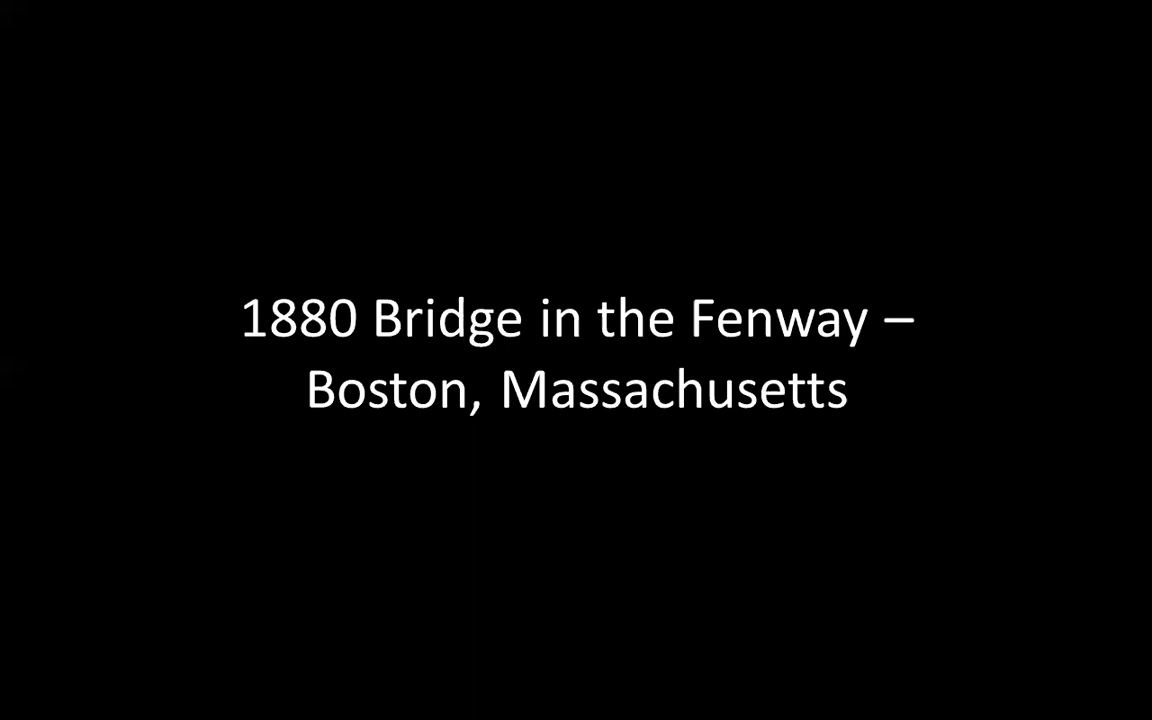 1880 Bridge in the Fenway –
Boston, Massachusetts